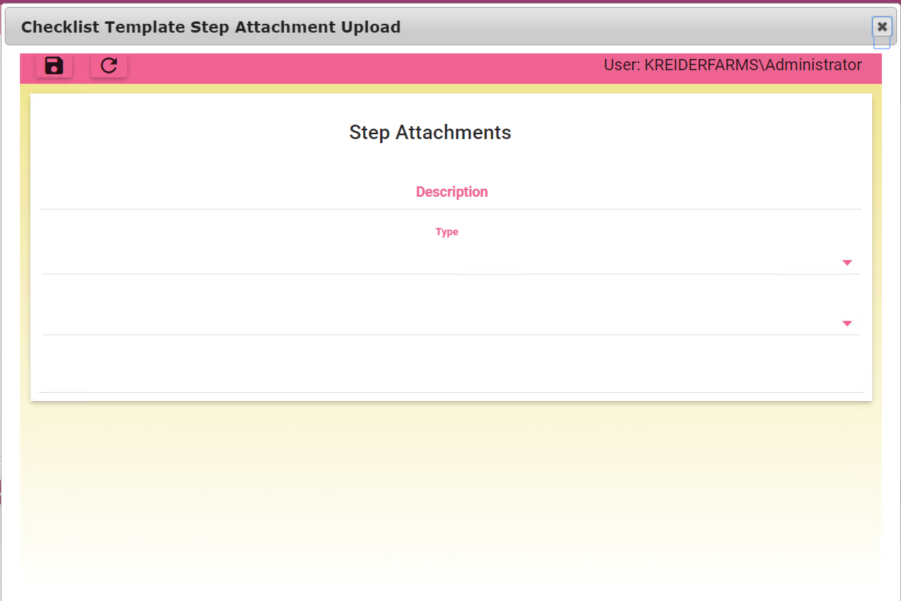 Checklist Template Step Attachment Upload
User: KREIDERFARMS\Administrator
Step Attachments
Description
Type